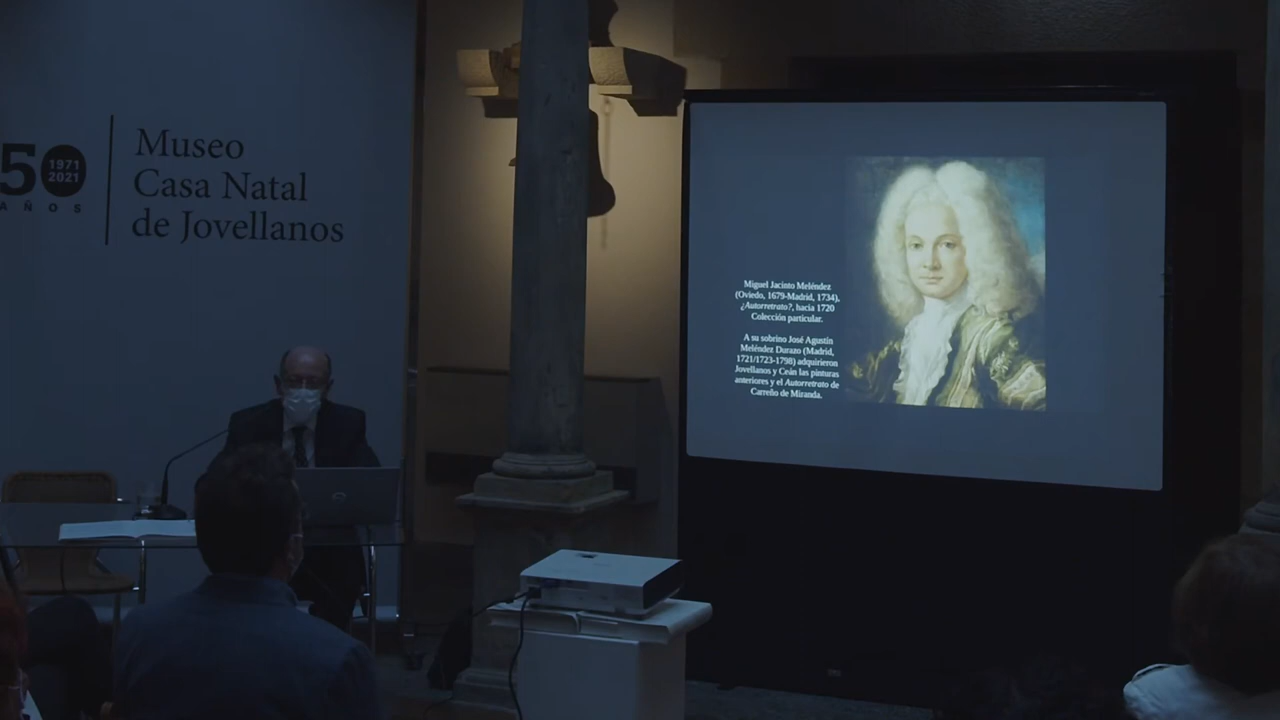 50
1971
2021
AÑOS
Museo
Casa Natal
de Jovellanos
Miguel Jacinto Meléndez
(Oviedo, 1679-Madrid, 1734),
¿Autorretrato?, hacia 1720
Colección particular.
A su sobrino José Agustín
Meléndez Durazo (Madrid,
1721/1723-1798) adquirieron
Jovellanos y Ceán las pinturas
anteriores y el Autorretrato de
Carreño de Miranda.